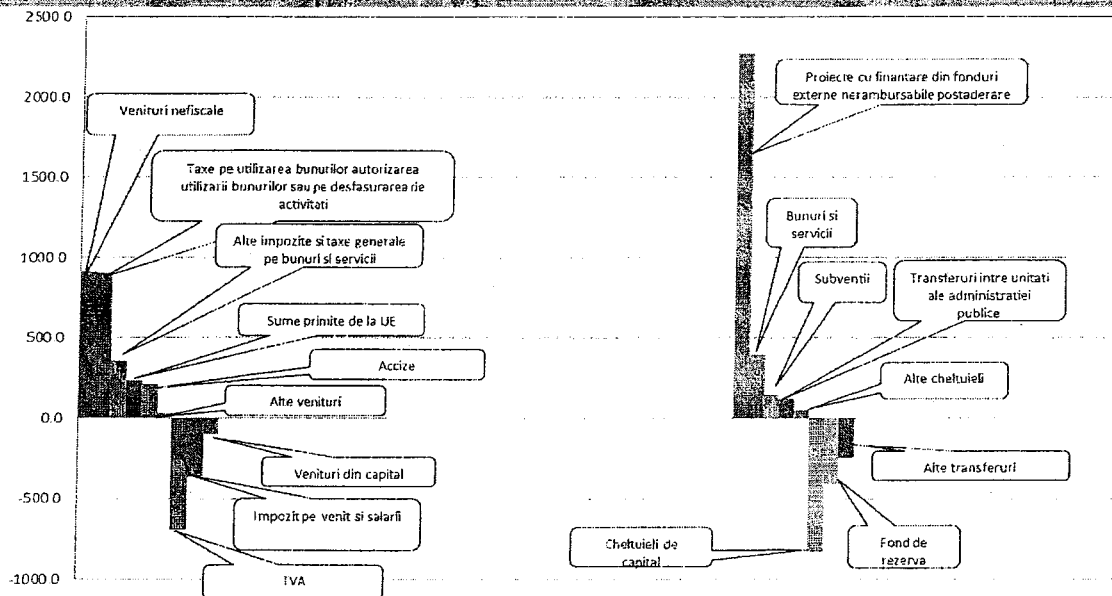 2500.0
2000.0
1500.0
1000.0
500.0
0.0
-500.0
-1000.0
Venituri nefiscale
Taxe pe utilizarea bunurilor autorizarea
utilizarii bunurilor sau pe desfasurarea de
activitati
Alte impozite si taxe generale
pe bunuri si servicii
Sume primite de la UE
Accize
Alte venituri
Venituri din capital
Impozit pe venit si salarii
TVA
Proiecte cu finantare din fonduri
externe nerambursabile postaderare
Bunuri si
servicii
Subventii
Transferuri intre unitati
ale administratiei
publice
Alte cheltuieli
Alte transferuri
Fond de
rezerva
Cheltuieli de
capital